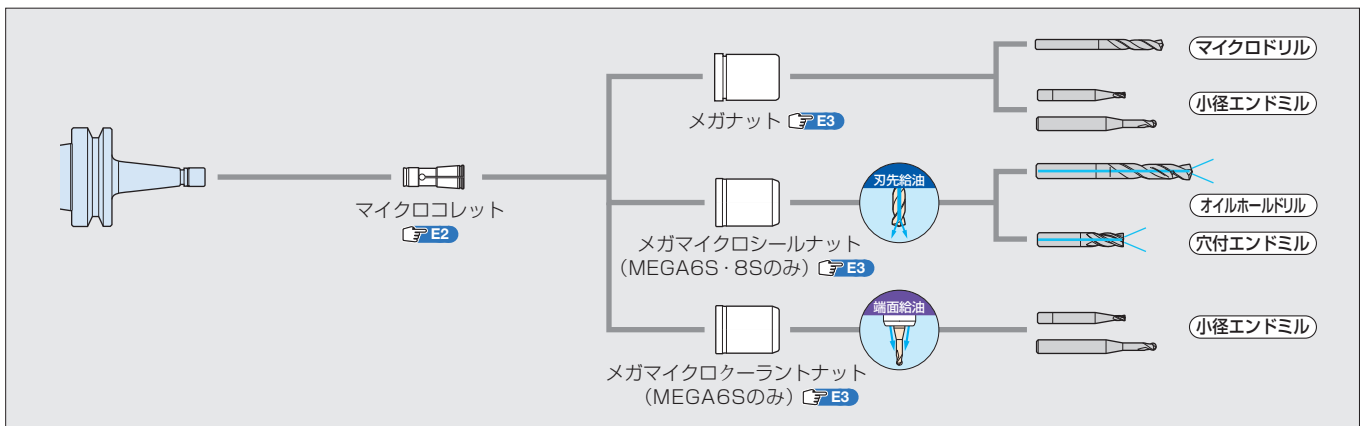 マイクロドリル
小径エンドミル
メガナット E3
刃先給油
オイルホールドリル
穴付エンドミル
マイクロコレット
E2
メガマイクロシールナット
(MEGA6S・8Sのみ) E3
端面給油
小径エンドミル
メガマイクロクーラントナット
(MEGA6Sのみ) E3